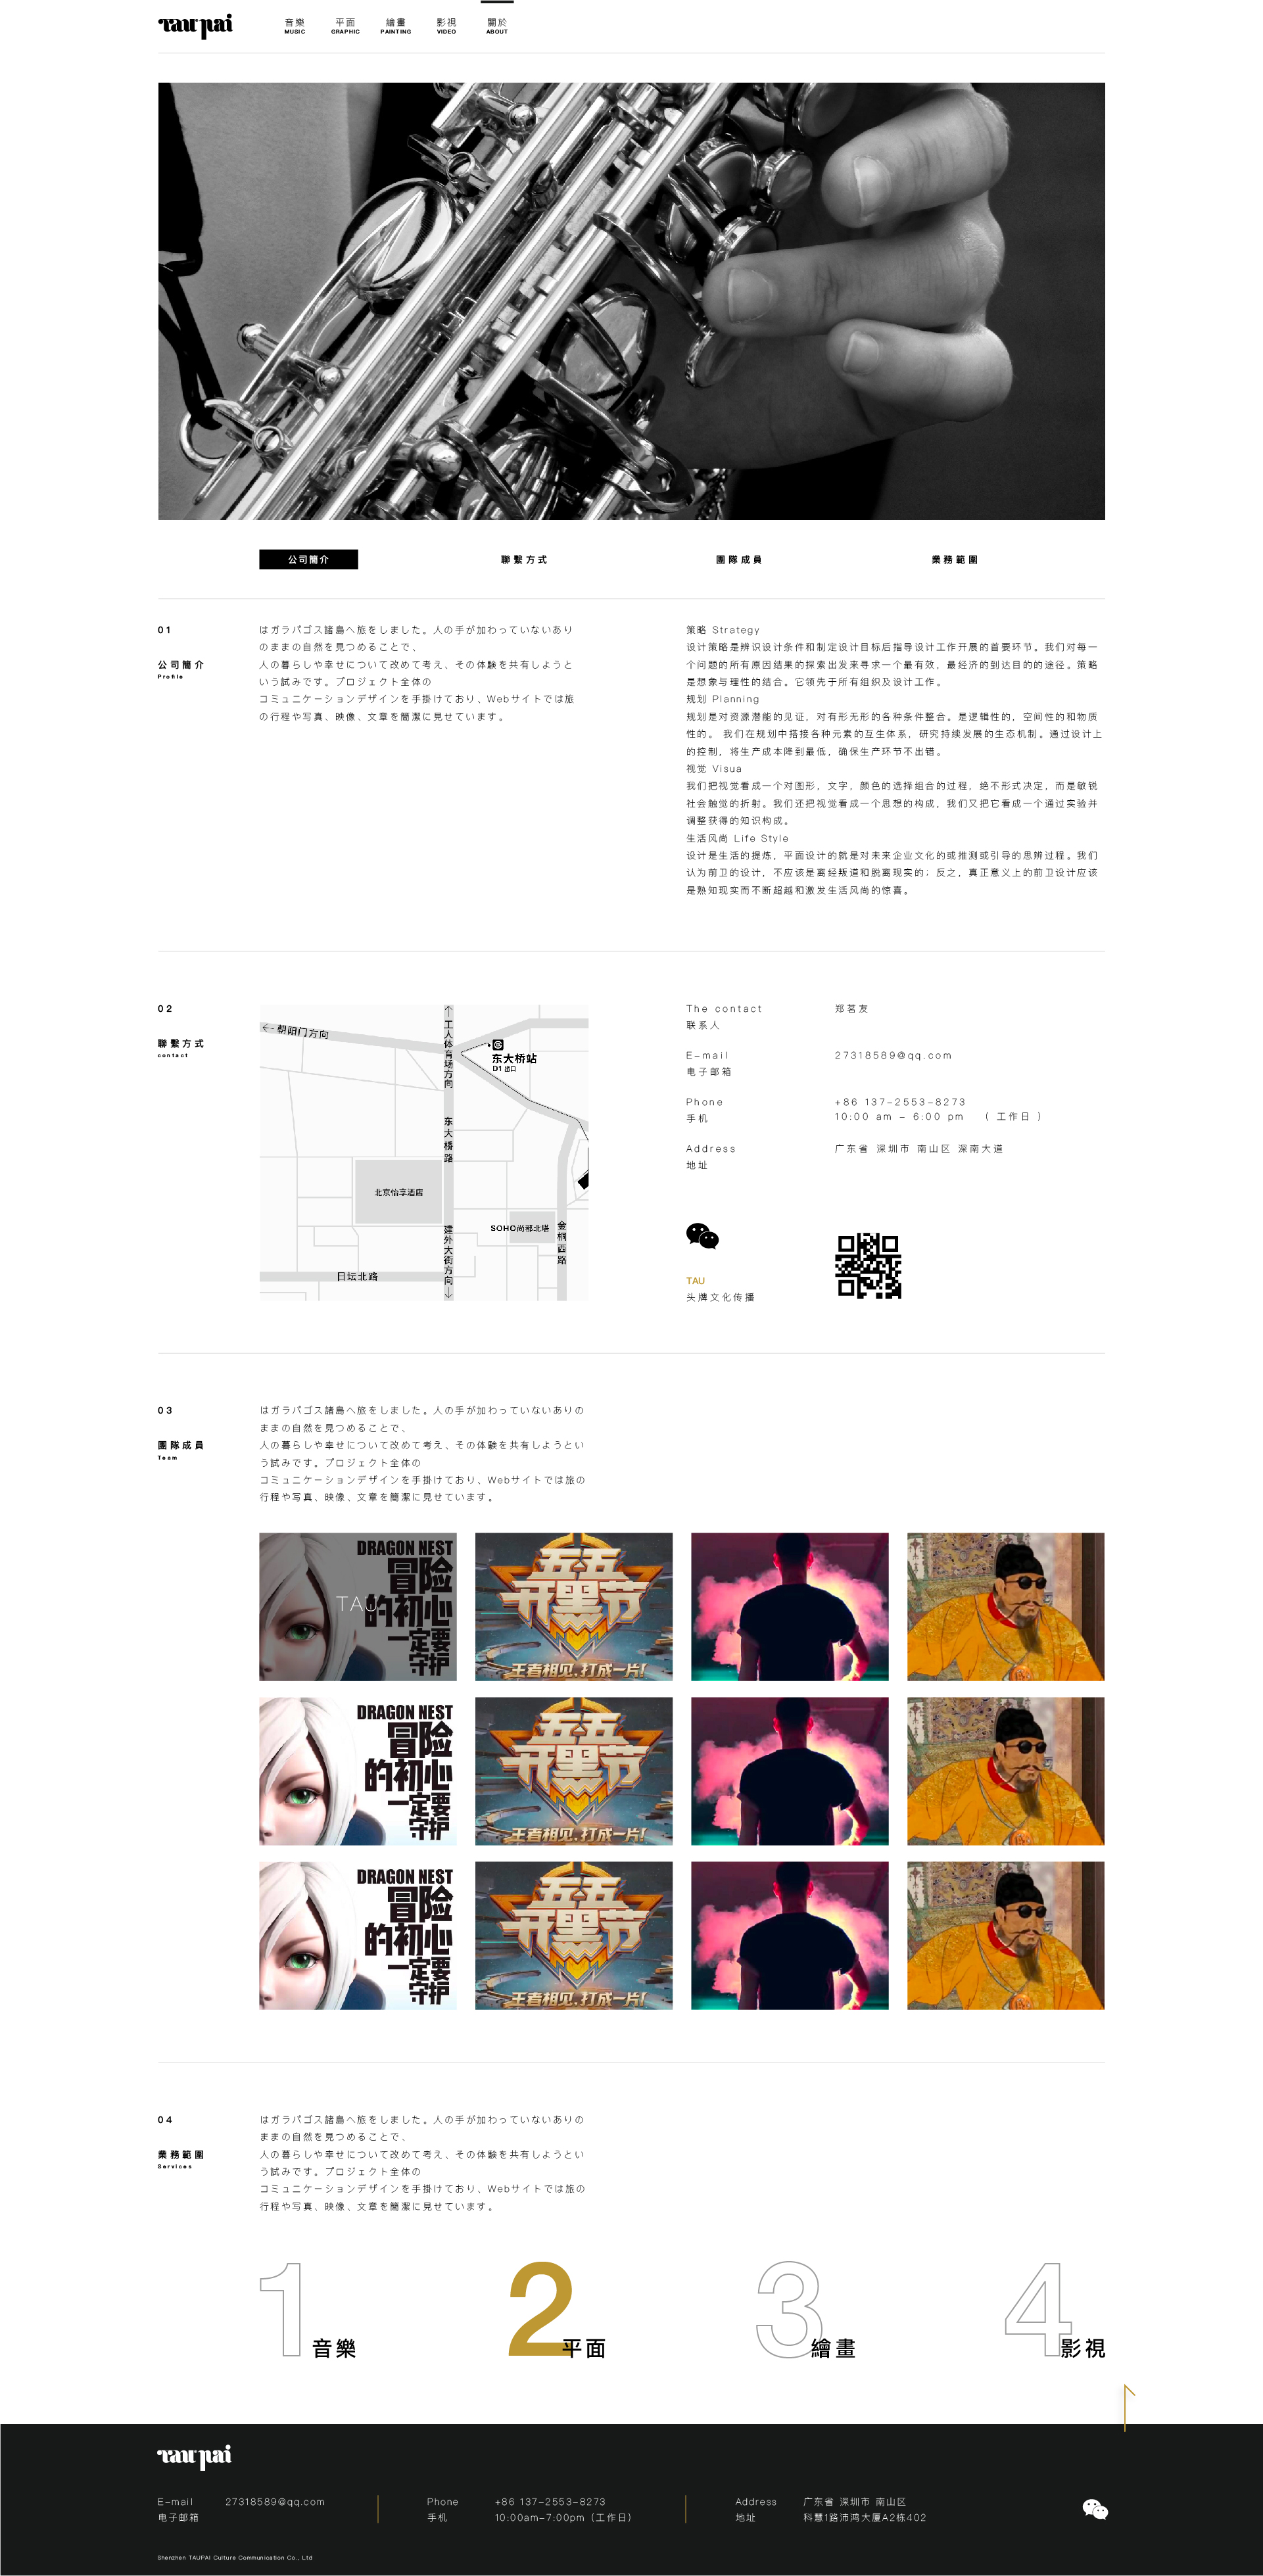 taupai
音樂 平面 繪畫 影視 關於
MUSIC GRAPHIC PAINTING VIDEO ABOUT
公司簡介 聯繫方式 團隊成員 業務範圍
01
公司簡介
Profile
はガラパゴス諸島へ旅をしました。人の手が加わっていないあり
のままの自然を見つめることで、
人の暮らしや幸せについて改めて考え、その体験を共有しようと
いう試みです。プロジェクト全体の
コミュニケーションデザインを手掛けており、Webサイトでは旅
の行程や写真、映像、文章を簡潔に見せています。
策略 Strategy
设计策略是辨识设计条件和制定设计目标后指导设计工作开展的首要环节。我们对每一
个问题的所有原因结果的探索出发来寻求一个最有效，最经济的到达目的的途径。策略
是想象与理性的结合。它领先于所有组织及设计工作。
规划 Planning
规划是对资源潜能的见证，对有形无形的各种条件整合。是逻辑性的，空间性的和物质
性的。 我们在规划中搭接各种元素的互生体系，研究持续发展的生态机制。通过设计上
的控制，将生产成本降到最低，确保生产环节不出错。
视觉 Visua
我们把视觉看成一个对图形，文字，颜色的选择组合的过程，绝不形式决定，而是敏锐
社会触觉的折射。我们还把视觉看成一个思想的构成，我们又把它看成一个通过实验并
调整获得的知识构成。
生活风尚 Life Style
设计是生活的提炼，平面设计的就是对未来企业文化的或推测或引导的思辨过程。我们
认为前卫的设计，不应该是离经叛道和脱离现实的；反之，真正意义上的前卫设计应该
是熟知现实而不断超越和激发生活风尚的惊喜。
02
聯繫方式
contact
朝阳门方向
工人体育场方向
东大桥站
D1 出口
东大桥路
北京怡亨酒店
建外大街方向
SOHO尚都北塔
金桐西路
日坛北路
The contact 郑茗友
联系人
E-mail 27318589@qq.com
电子邮箱
Phone +86 137-2553-8273
手机 10:00 am - 6:00 pm （ 工作日 ）
Address 广东省 深圳市 南山区 深南大道
地址
TAU
头牌文化传播
03
團隊成員
Team
はガラパゴス諸島へ旅をしました。人の手が加わっていないありの
ままの自然を見つめることで、
人の暮らしや幸せについて改めて考え、その体験を共有しようとい
う試みです。プロジェクト全体の
コミュニケーションデザインを手掛けており、Webサイトでは旅の
行程や写真、映像、文章を簡潔に見せています。
DRAGON NEST
冒险
的初心
一定要
守护
TAU
五五
开黑节
王者相见，打成一片！
DRAGON NEST
冒险
的初心
一定要
守护
五五
开黑节
王者相见，打成一片！
DRAGON NEST
冒险
的初心
一定要
守护
五五
开黑节
王者相见，打成一片！
04
業務範圍
Services
はガラパゴス諸島へ旅をしました。人の手が加わっていないありの
ままの自然を見つめることで、
人の暮らしや幸せについて改めて考え、その体験を共有しようとい
う試みです。プロジェクト全体の
コミュニケーションデザインを手掛けており、Webサイトでは旅の
行程や写真、映像、文章を簡潔に見せています。
1 音樂
2 平面
3 繪畫
4 影視
taupai
E-mail 27318589@qq.com
电子邮箱
Phone +86 137-2553-8273
手机 10:00am-7:00pm（工作日）
Address 广东省 深圳市 南山区
地址 科慧1路沛鸿大厦A2栋402
Shenzhen TAUPAI Culture Communication Co., Ltd